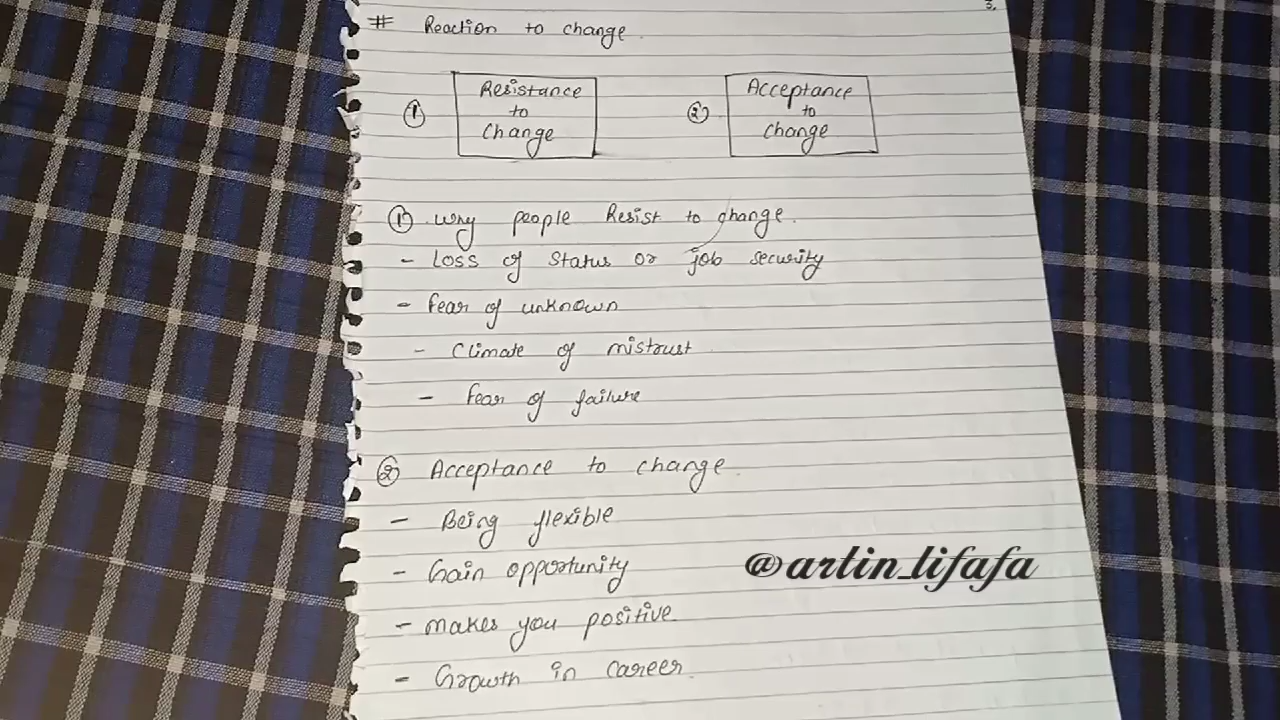 3.
# Reaction to change.
① Resistance to Change
② Acceptance to change
① Why people Resist to change.
- Loss of Status or job security
- Fear of unknown
- Climate of mistrust
- Fear of failure
② Acceptance to change.
- Being flexible
- Gain opportunity
- makes you positive
- Growth in career.
@artin_lifafa